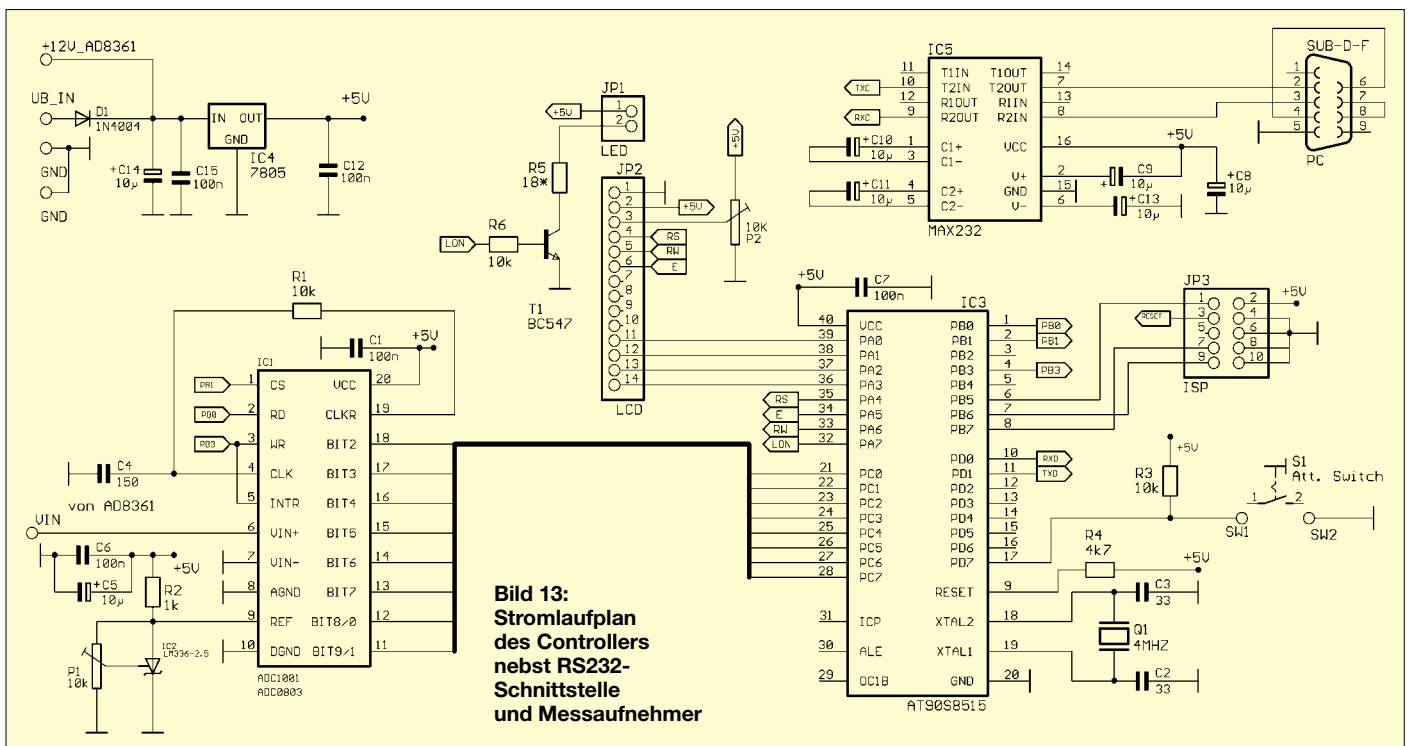 +12V_AD8361
UB_IN
D1
1N4004
GND
GND
+C14
10µ
C15
100n
IN OUT
GND
IC4
7805
+5V
C12
100n
JP1
+5V
1
2
LED
R5
18*
R6
LON
10k
T1
BC547
JP2
1
2
3
4
5
6
7
8
9
10
11
12
13
14
LCD
+5V
RS
RW
E
+5V
10K
P2
IC5
11 T1IN T1OUT 14
TXC 10 T2IN T2OUT 7
12 R1OUT R1IN 13
RXC 9 R2OUT R2IN 8
+C10
10µ
1 C1+ VCC 16
3 C1-
V+ 2
+C11
10µ
4 C2+ GND 15
5 C2- V- 6
MAX232
+5V
C9
+ 10µ
+C8
10µ
+C13
10µ
SUB-D-F
1
2
3
4
5
6
7
8
9
PC
R1
10k
C1
100n
+5V
IC1
PB1 1 CS VCC 20
PB0 2 RD CLKR 19
PB3 3 WR BIT2 18
4 CLK BIT3 17
5 INTR BIT4 16
6 VIN+ BIT5 15
7 VIN- BIT6 14
8 AGND BIT7 13
9 REF BIT8/0 12
10 DGND BIT9/1 11
ADC1001
ADC0803
C4
150
von AD8361
VIN
C6
100n
+C5
10µ
+5V
R2
1k
IC2
LM336-2.5
P1
10k
Bild 13:
Stromlaufplan
des Controllers
nebst RS232-
Schnittstelle
und Messaufnehmer
+5V
C7
100n
IC3
40 VCC PB0 1 PB0
39 PA0 PB1 2 PB1
38 PA1 PB2 3
37 PA2 PB3 4 PB3
36 PA3 PB4 5
RS 35 PA4 PB5 6
E 34 PA5 PB6 7
RW 33 PA6 PB7 8
LON 32 PA7
PD0 10 RXD
21 PC0 PD1 11 TXD
22 PC1 PD2 12
23 PC2 PD3 13
24 PC3 PD4 14
25 PC4 PD5 15
26 PC5 PD6 16
27 PC6 PD7 17
28 PC7
RESET 9
31 ICP XTAL2 18
30 ALE XTAL1 19
29 OC1B GND 20
AT90S8515
JP3
1 2
3 4
5 6
7 8
9 10
ISP
RESET
+5V
+5V
R3
10k
S1
Att. Switch
1 2
SW1
SW2
R4
4k7
+5V
C3
33
Q1
4MHZ
C2
33